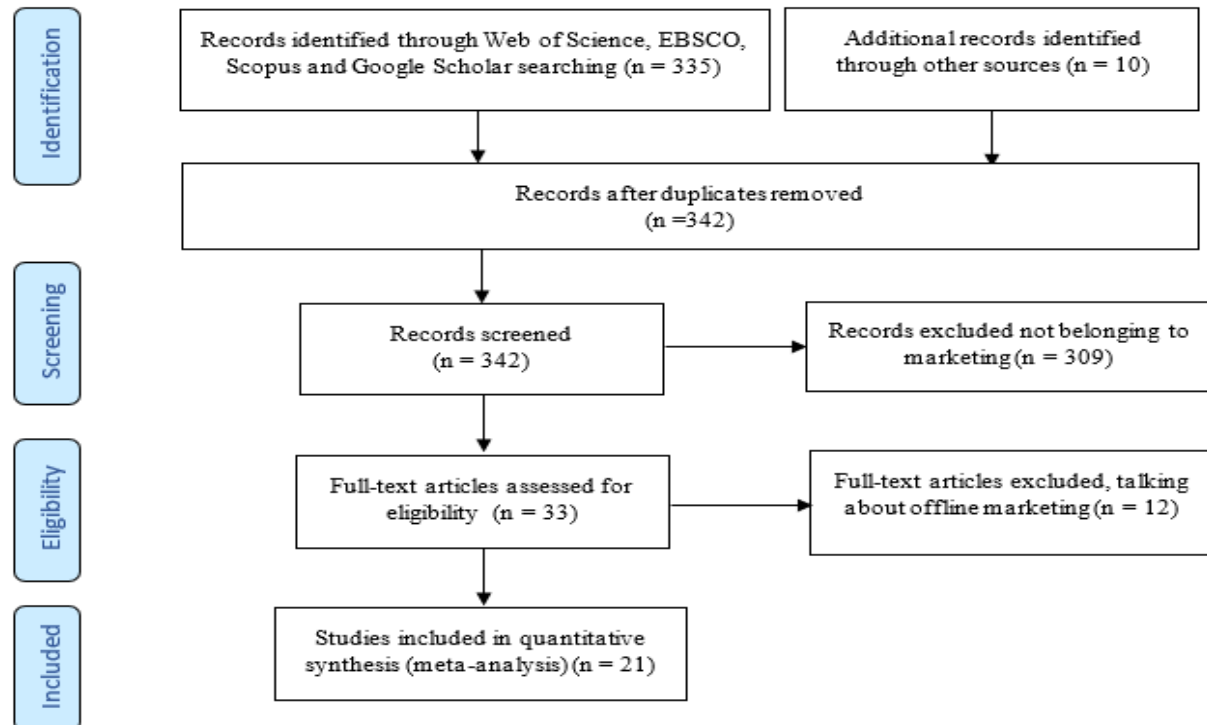 Identification
Records identified through Web of Science, EBSCO,
Scopus and Google Scholar searching (n = 335)
Additional records identified
through other sources (n = 10)
Records after duplicates removed
(n =342)
Screening
Records screened
(n = 342)
Records excluded not belonging to
marketing (n = 309)
Eligibility
Full-text articles assessed for
eligibility (n = 33)
Full-text articles excluded, talking
about offline marketing (n = 12)
Included
Studies included in quantitative
synthesis (meta-analysis) (n = 21)